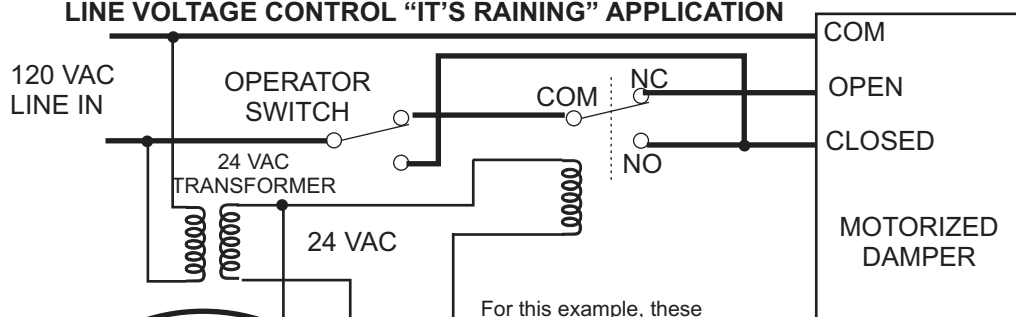 LINE VOLTAGE CONTROL “IT’S RAINING” APPLICATION
COM
120 VAC
LINE IN
OPERATOR
SWITCH
COM
NC
OPEN
CLOSED
NO
24 VAC
TRANSFORMER
24 VAC
MOTORIZED
DAMPER
For this example, these